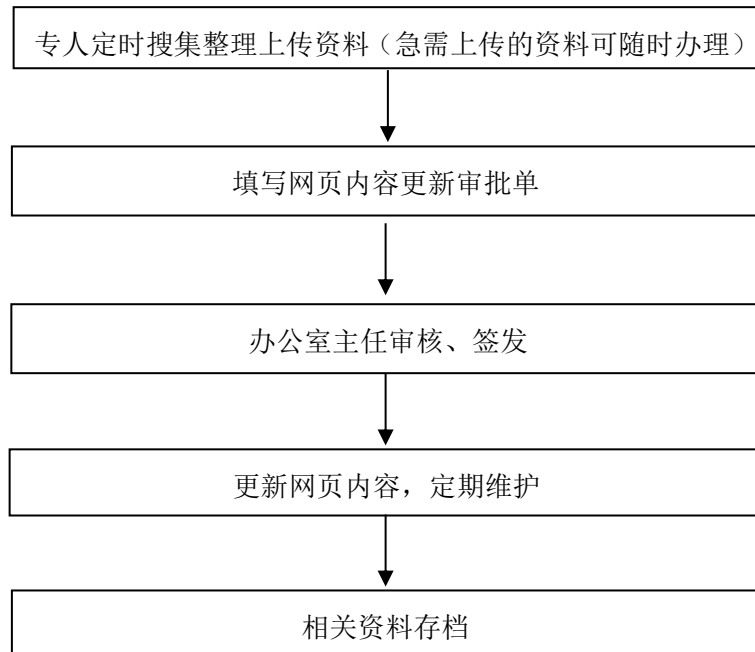 专人定时搜集整理上传资料（急需上传的资料可随时办理）
填写网页内容更新审批单
办公室主任审核、签发
更新网页内容，定期维护
相关资料存档